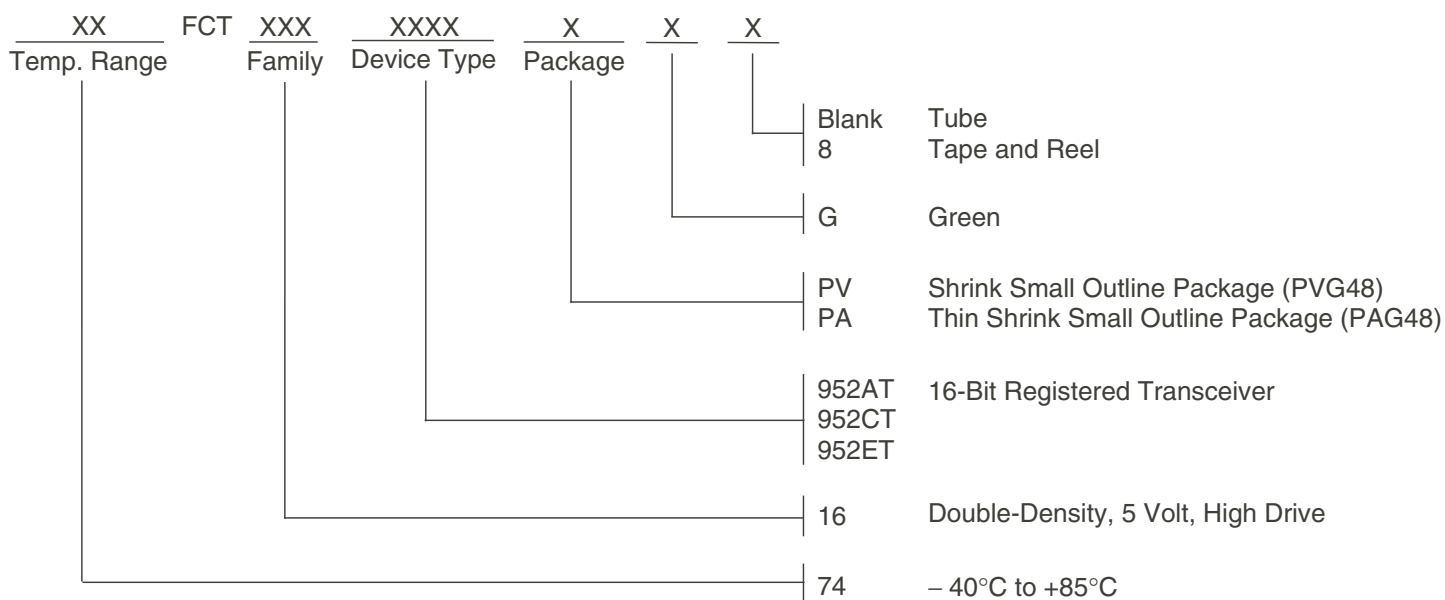 XX FCT XXX XXXX X X X
Temp. Range Family Device Type Package
Blank Tube
8 Tape and Reel
G Green
PV Shrink Small Outline Package (PVG48)
PA Thin Shrink Small Outline Package (PAG48)
952AT 16-Bit Registered Transceiver
952CT
952ET
16 Double-Density, 5 Volt, High Drive
74 – 40°C to +85°C